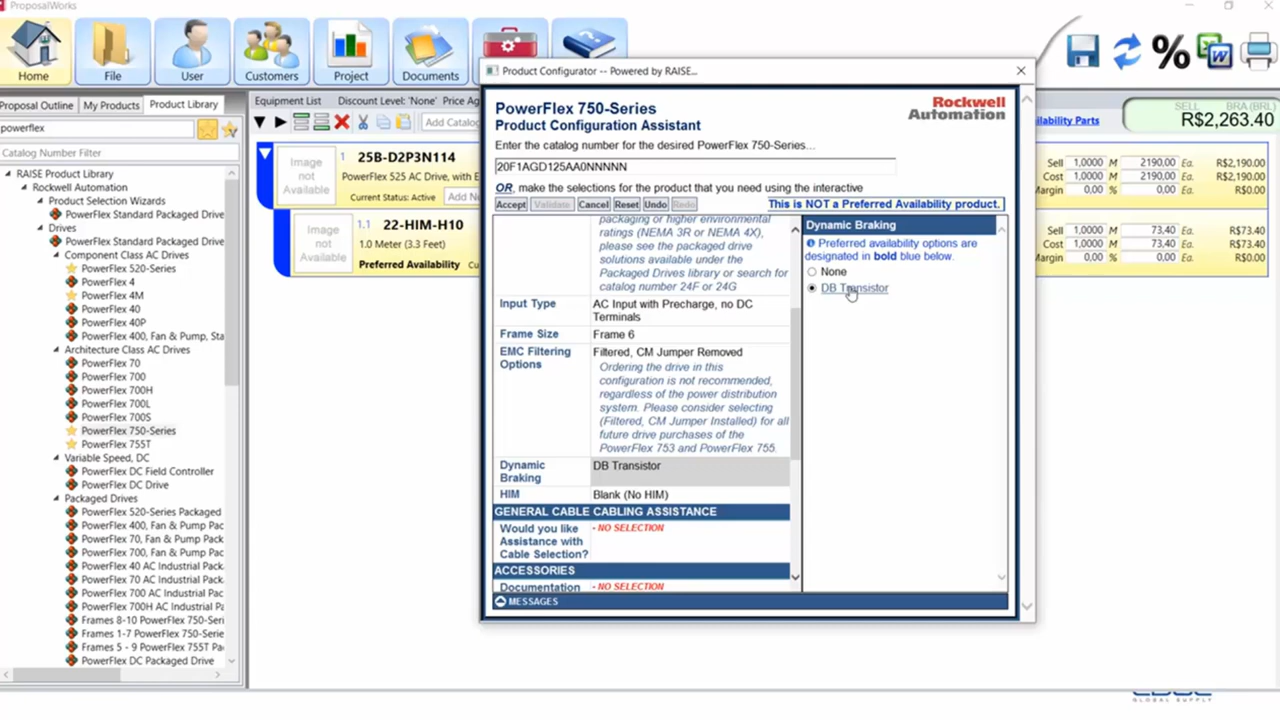 ProposalWorks
Home
File
User
Customers
Project
Documents
%
Proposal Outline
My Products
Product Library
powerflex
Catalog Number Filter
RAISE Product Library
Rockwell Automation
Product Selection Wizards
PowerFlex Standard Packaged Drive
Drives
PowerFlex Standard Packaged Drive
Component Class AC Drives
PowerFlex 520-Series
PowerFlex 4
PowerFlex 4M
PowerFlex 40
PowerFlex 40P
PowerFlex 400, Fan & Pump, Sta
Architecture Class AC Drives
PowerFlex 70
PowerFlex 700
PowerFlex 700H
PowerFlex 700L
PowerFlex 700S
PowerFlex 750-Series
PowerFlex 755T
Variable Speed, DC
PowerFlex DC Field Controller
PowerFlex DC Drive
Packaged Drives
PowerFlex 520-Series Packaged
PowerFlex 400, Fan & Pump Pac
PowerFlex 70, Fan & Pump Pack
PowerFlex 700, Fan & Pump Pac
PowerFlex 40 AC Industrial Pack
PowerFlex 70 AC Industrial Pack
PowerFlex 700 AC Industrial Pac
PowerFlex 700H AC Industrial Pa
Frames 8-10 PowerFlex 750-Seri
Frames 1-7 PowerFlex 750-Serie
Frames 5 - 9 PowerFlex 755T Pac
PowerFlex DC Packaged Drive
Equipment List
Discount Level: 'None'
Price Ag
Add Catalog
Image not Available
1
25B-D2P3N114
PowerFlex 525 AC Drive, with E
Current Status: Active
Add No
Image not Available
1.1
22-HIM-H10
1.0 Meter (3.3 Feet)
Preferred Availability
Cu
Product Configurator -- Powered by RAISE...
PowerFlex 750-Series
Product Configuration Assistant
Rockwell
Automation
Enter the catalog number for the desired PowerFlex 750-Series...
20F1AGD125AA0NNNNN
OR, make the selections for the product that you need using the interactive
Accept
Validate
Cancel
Reset
Undo
Redo
This is NOT a Preferred Availability product.
packaging or higher environmental
ratings (NEMA 3R or NEMA 4X),
please see the packaged drive
solutions available under the
Packaged Drives library or search for
catalog number 24F or 24G
Input Type
AC Input with Precharge, no DC
Terminals
Frame Size
Frame 6
EMC Filtering
Options
Filtered, CM Jumper Removed
Ordering the drive in this
configuration is not recommended,
regardless of the power distribution
system. Please consider selecting
(Filtered, CM Jumper Installed) for all
future drive purchases of the
PowerFlex 753 and PowerFlex 755.
Dynamic
Braking
DB Transistor
HIM
Blank (No HIM)
GENERAL CABLE CABLING ASSISTANCE
Would you like
Assistance with
Cable Selection?
- NO SELECTION
ACCESSORIES
Documentation
- NO SELECTION
MESSAGES
Dynamic Braking
Preferred availability options are
designated in bold blue below.
None
DB Transistor
ilability Parts
SELL
BRA (BRL)
R$2,263.40
Sell 1,0000 M 2190,00 Ea. R$2,190.00
Cost 1,0000 M 2190,00 Ea. R$2,190.00
Margin 0,00 % 0,00 Ea. R$0.00
Sell 1,0000 M 73,40 Ea. R$73.40
Cost 1,0000 M 73,40 Ea. R$73.40
Margin 0,00 % 0,00 Ea. R$0.00
GLOBAL SUPPLY